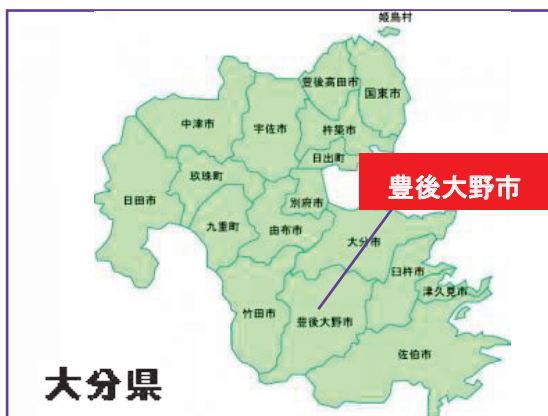 姫島村
豊後高田市
国東市
中津市
宇佐市
杵築市
日出町
玖珠町
豊後大野市
日田市
別府市
九重町
由布市
大分市
臼杵市
津久見市
竹田市
豊後大野市
佐伯市
大分県